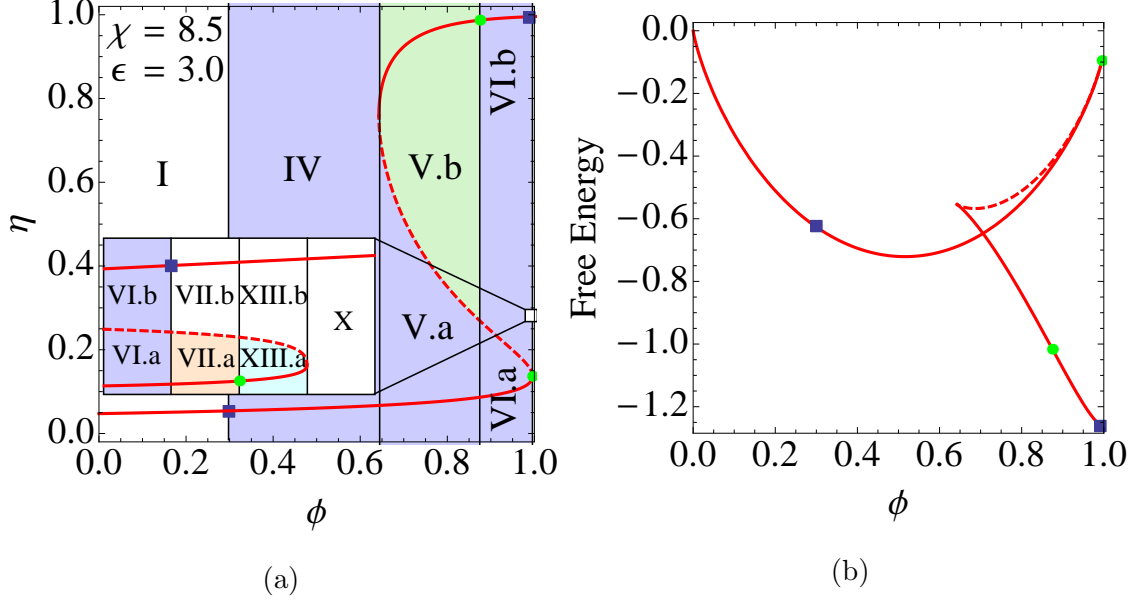 χ = 8.5
ϵ = 3.0
1.0
0.8
0.6
0.4
0.2
0.0
η
I
IV
V.b
VI.b
V.a
VI.a
VI.b
VII.b
XIII.b
X
VI.a
VII.a
XIII.a
0.0 0.2 0.4 0.6 0.8 1.0
ϕ
(a)
0.0
−0.2
−0.4
−0.6
−0.8
−1.0
−1.2
Free Energy
0.0 0.2 0.4 0.6 0.8 1.0
ϕ
(b)